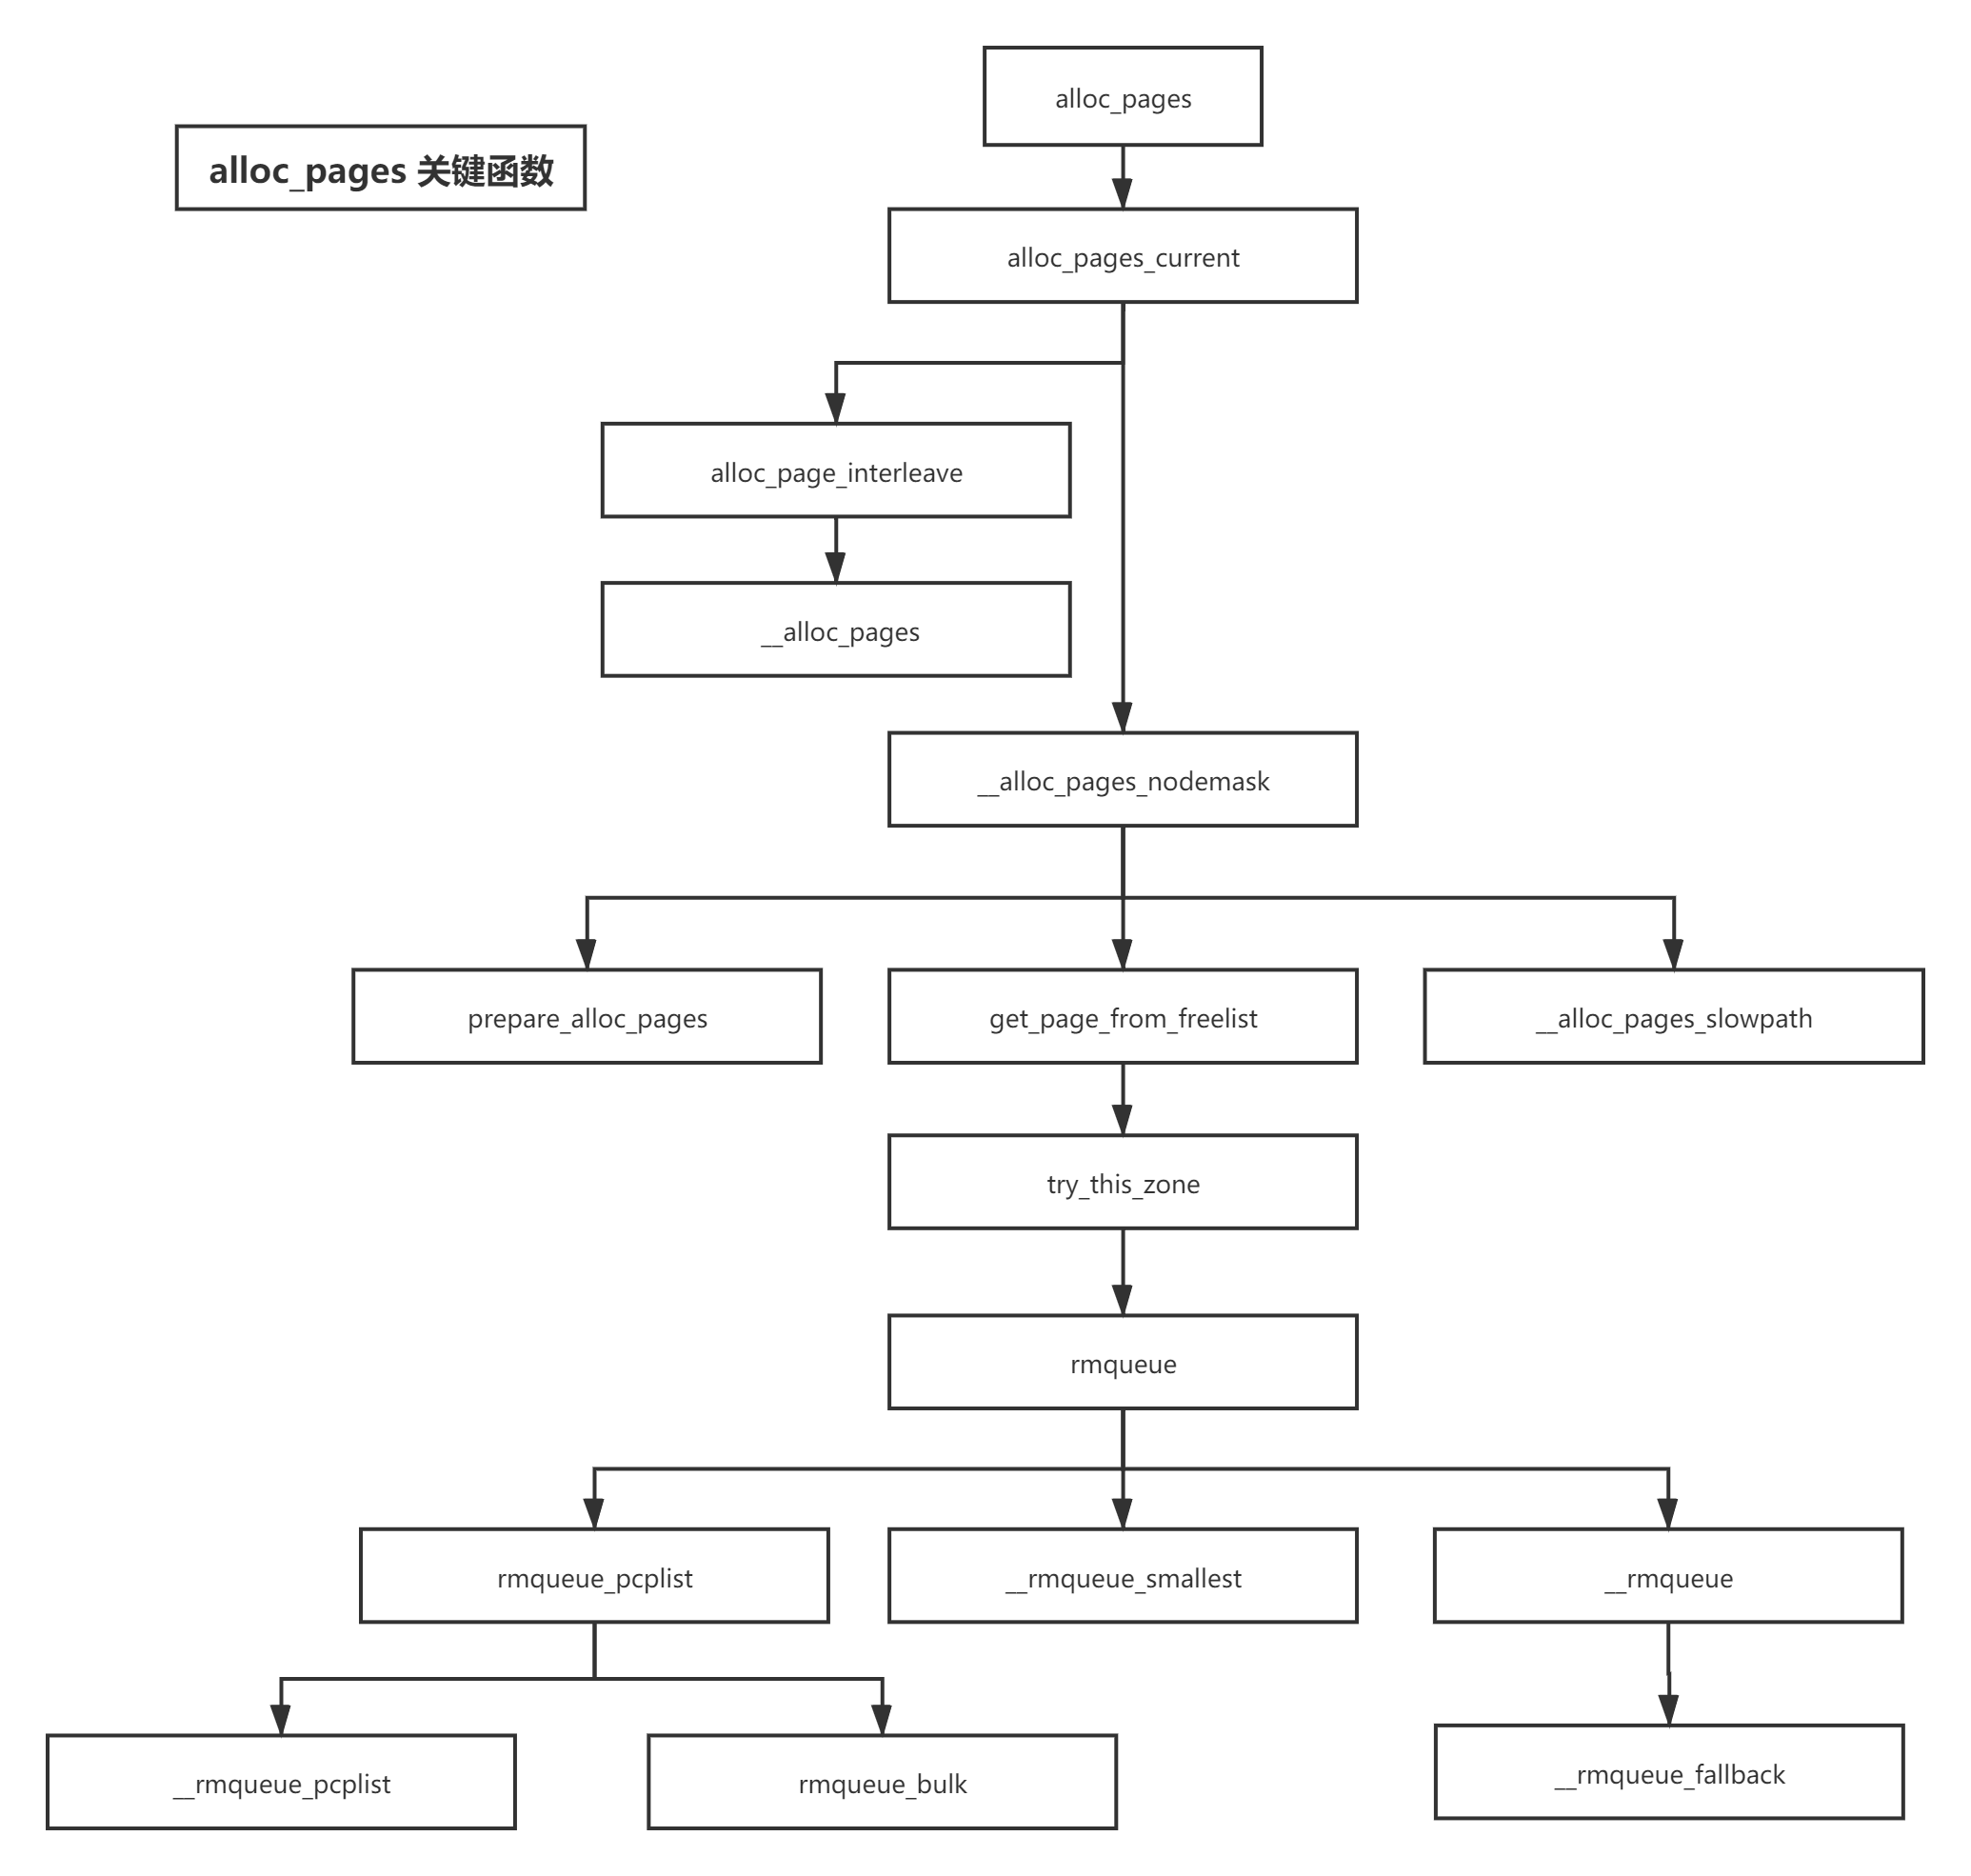 alloc_pages
alloc_pages 关键函数
alloc_pages_current
alloc_page_interleave
__alloc_pages
__alloc_pages_nodemask
prepare_alloc_pages
get_page_from_freelist
__alloc_pages_slowpath
try_this_zone
rmqueue
rmqueue_pcplist
__rmqueue_smallest
__rmqueue
__rmqueue_pcplist
rmqueue_bulk
__rmqueue_fallback